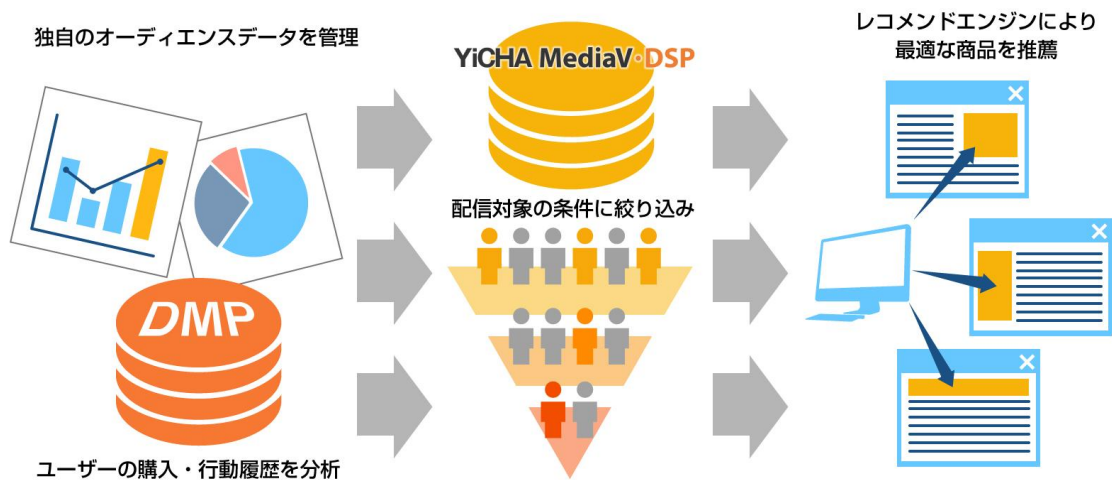 独自のオーディエンスデータを管理
DMP
ユーザーの購入・行動履歴を分析
YiCHA MediaV·DSP
配信対象の条件に絞り込み
レコメンドエンジンにより
最適な商品を推薦